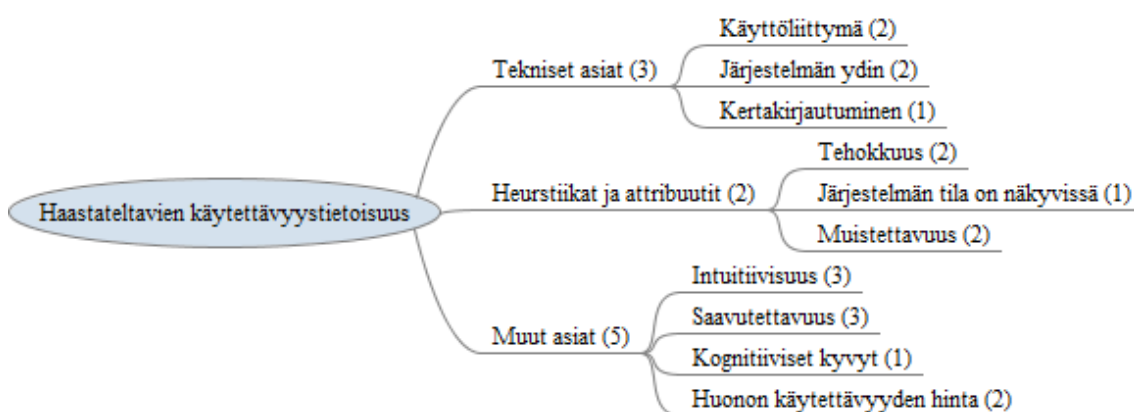 Haastateltavien käytettävyystietoisuus
Tekniset asiat (3)
Käyttöliittymä (2)
Järjestelmän ydin (2)
Kertakirjautuminen (1)
Heurstiikat ja attribuutit (2)
Tehokkuus (2)
Järjestelmän tila on näkyvissä (1)
Muistettavuus (2)
Muut asiat (5)
Intuitiivisuus (3)
Saavutettavuus (3)
Kognitiiviset kyvyt (1)
Huonon käytettävyyden hinta (2)